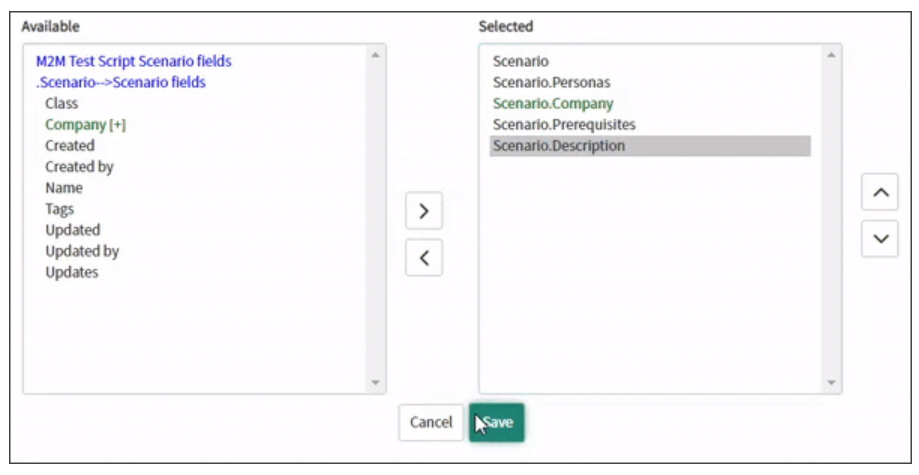 Available
M2M Test Script Scenario fields
.Scenario-->Scenario fields
Class
Company [+]
Created
Created by
Name
Tags
Updated
Updated by
Updates
Selected
Scenario
Scenario.Personas
Scenario.Company
Scenario.Prerequisites
Scenario.Description
Cancel
Save